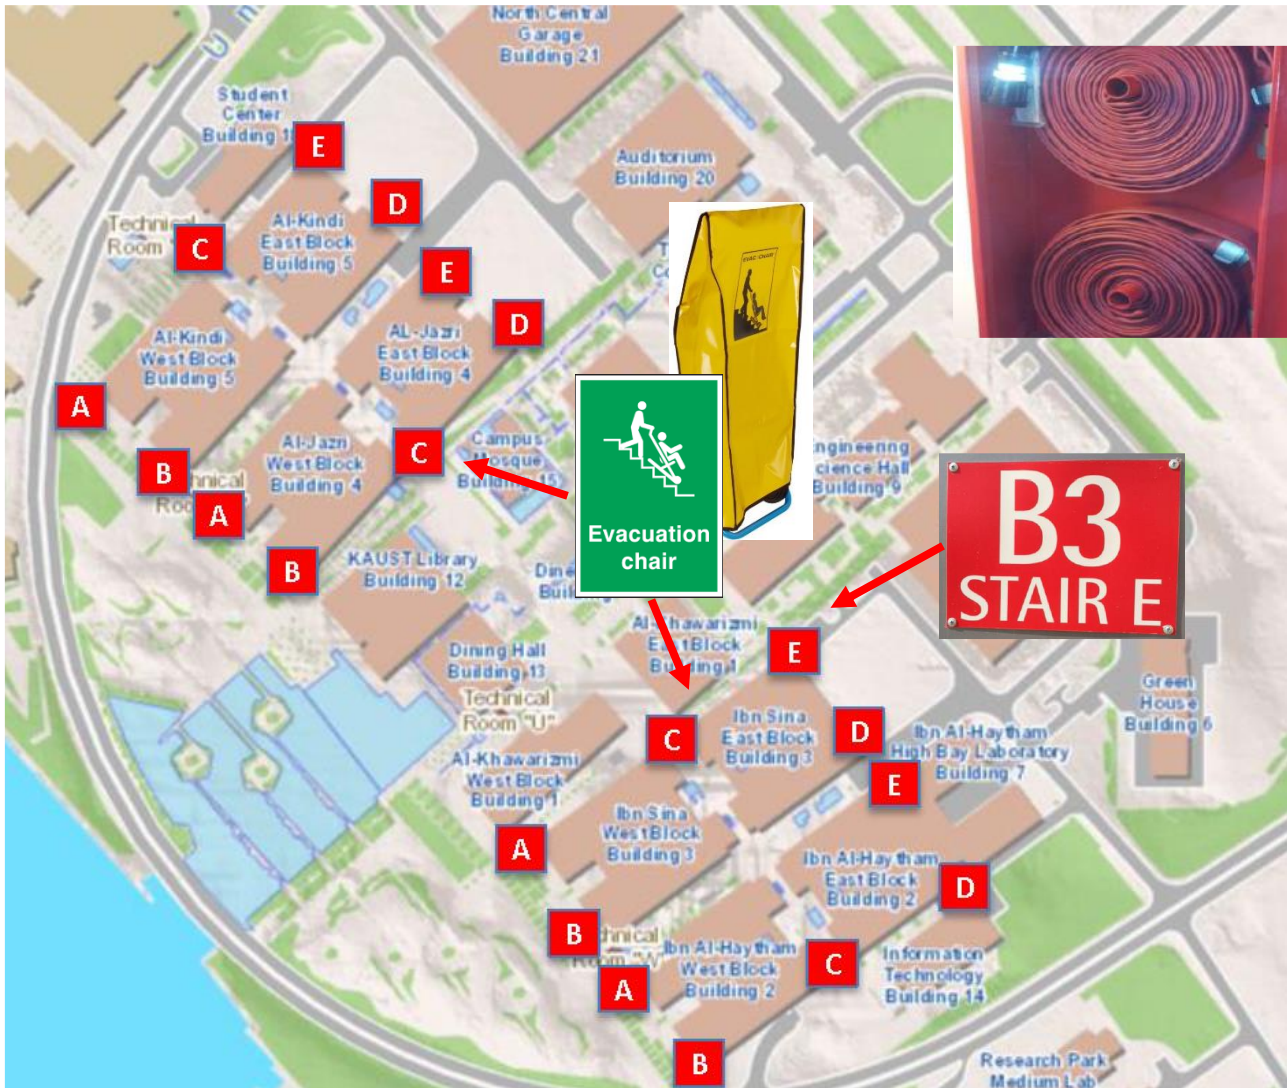 North Central
Garage
Building 21
Student
Center
Building
E
Auditorium
Building 20
D
Al-Kindi
East Block
Building 5
Technical
Room
C
E
EVAC CHAIR
D
AL-Jazri
East Block
Building 4
Al-Kindi
West Block
Building 5
A
Al-Jazri
West Block
Building 4
C
Campus
Mosque
Building 15
Evacuation
chair
Building 9
B3
STAIR E
B
A
B
KAUST Library
Building 12
Al-Khawarizmi
East Block
Building 1
E
Dining Hall
Building 13
Technical
Room "U"
Green
House
Building 6
C
Ibn Sina
East Block
Building 3
D
Ibn Al-Haytham
High Bay Laboratory
Building 7
E
Al-Khawarizmi
West Block
Building 1
Ibn Sina
West Block
Building 3
A
Ibn Al-Haytham
East Block
Building 2
D
B
Ibn Al-Haytham
West Block
Building 2
C
Information
Technology
Building 14
A
B
Research Park
Medium Lab